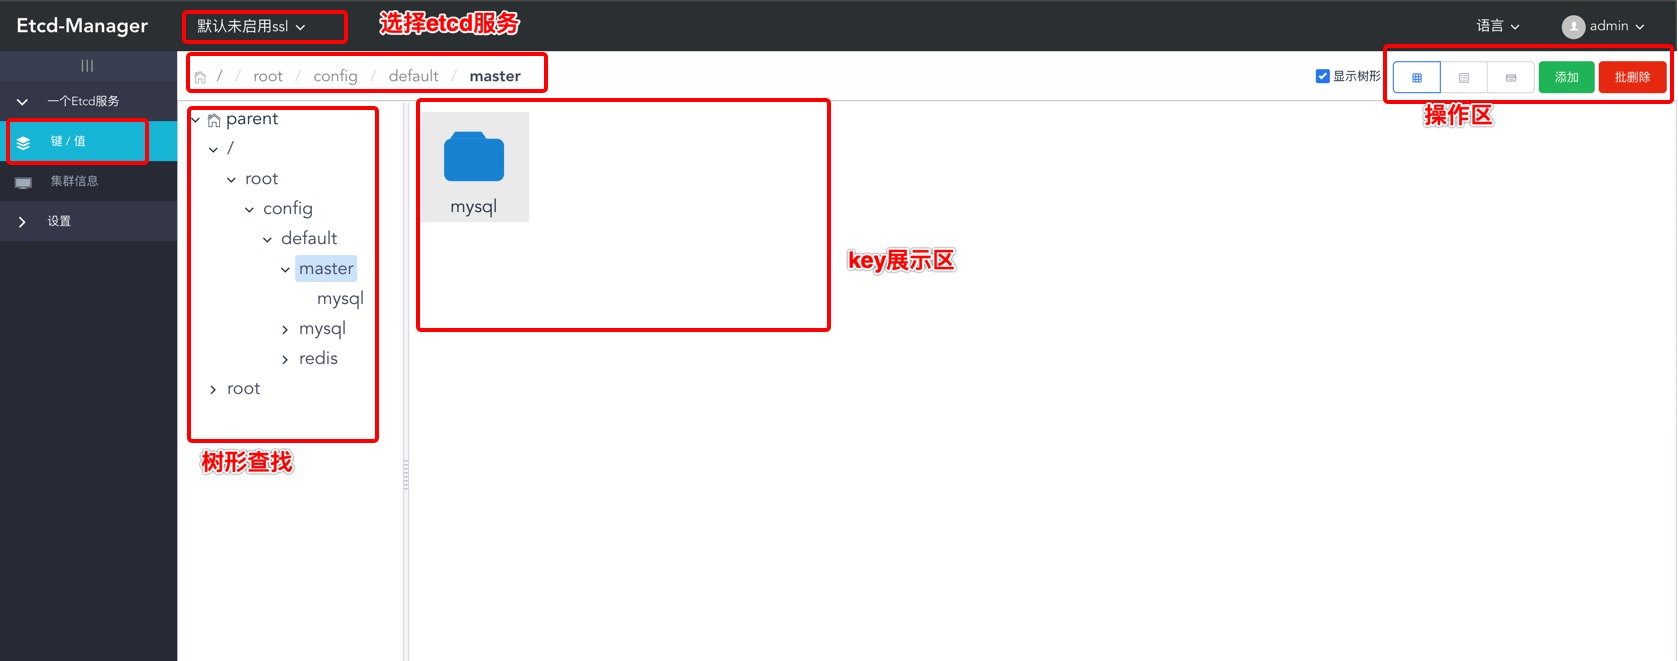 Etcd-Manager
默认未启用ssl
选择etcd服务
语言
admin
一个Etcd服务
键 / 值
集群信息
设置
/ / root / config / default / master
显示树形
添加
批删除
操作区
parent
/
root
config
default
master
mysql
mysql
redis
root
树形查找
mysql
key展示区